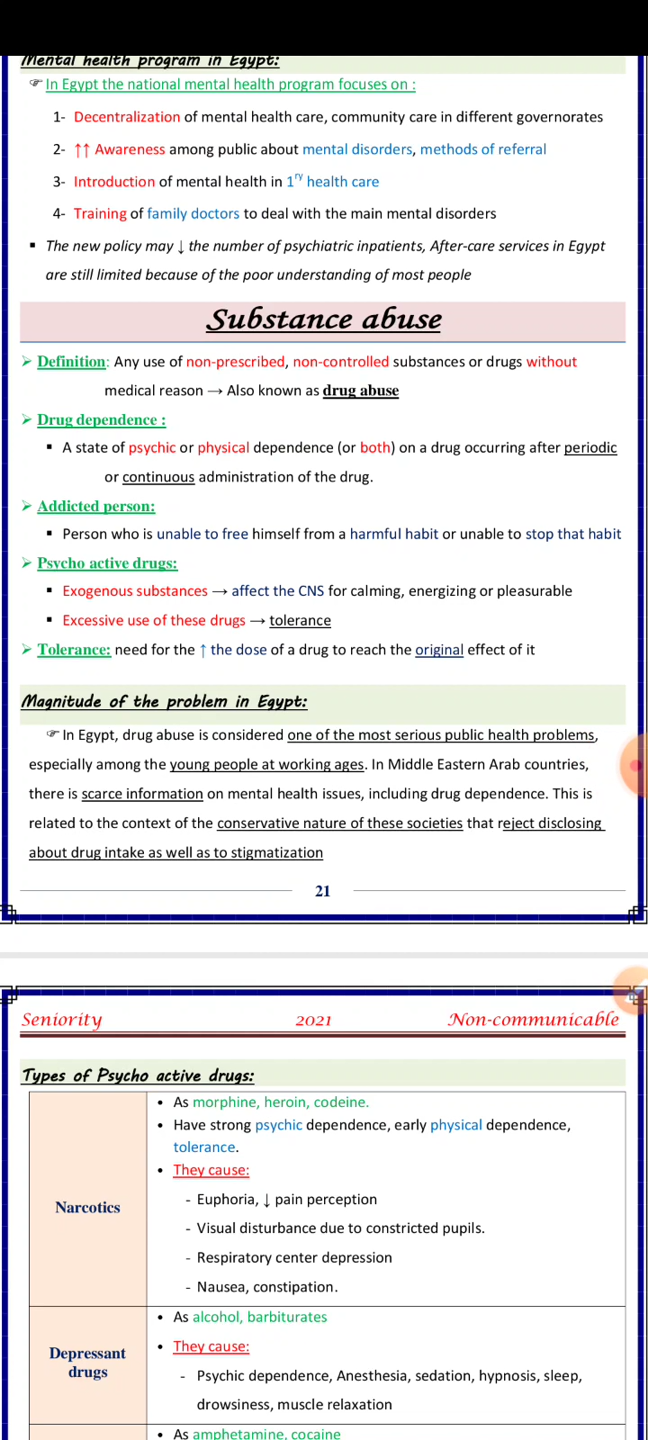 Mental health program in Egypt:
☞ In Egypt the national mental health program focuses on :
1- Decentralization of mental health care, community care in different governorates
2- ↑↑ Awareness among public about mental disorders, methods of referral
3- Introduction of mental health in 1ry health care
4- Training of family doctors to deal with the main mental disorders
▪ The new policy may ↓ the number of psychiatric inpatients, After-care services in Egypt
are still limited because of the poor understanding of most people
Substance abuse
➢ Definition: Any use of non-prescribed, non-controlled substances or drugs without
medical reason → Also known as drug abuse
➢ Drug dependence :
▪ A state of psychic or physical dependence (or both) on a drug occurring after periodic
or continuous administration of the drug.
➢ Addicted person:
▪ Person who is unable to free himself from a harmful habit or unable to stop that habit
➢ Psycho active drugs:
▪ Exogenous substances → affect the CNS for calming, energizing or pleasurable
▪ Excessive use of these drugs → tolerance
➢ Tolerance: need for the ↑ the dose of a drug to reach the original effect of it
Magnitude of the problem in Egypt:
☞ In Egypt, drug abuse is considered one of the most serious public health problems,
especially among the young people at working ages. In Middle Eastern Arab countries,
there is scarce information on mental health issues, including drug dependence. This is
related to the context of the conservative nature of these societies that reject disclosing
about drug intake as well as to stigmatization
21
Seniority 2021 Non-communicable
Types of Psycho active drugs:
• As morphine, heroin, codeine.
• Have strong psychic dependence, early physical dependence,
tolerance.
• They cause:
- Euphoria, ↓ pain perception
Narcotics
- Visual disturbance due to constricted pupils.
- Respiratory center depression
- Nausea, constipation.
• As alcohol, barbiturates
• They cause:
Depressant
drugs
- Psychic dependence, Anesthesia, sedation, hypnosis, sleep,
drowsiness, muscle relaxation
• As amphetamine, cocaine